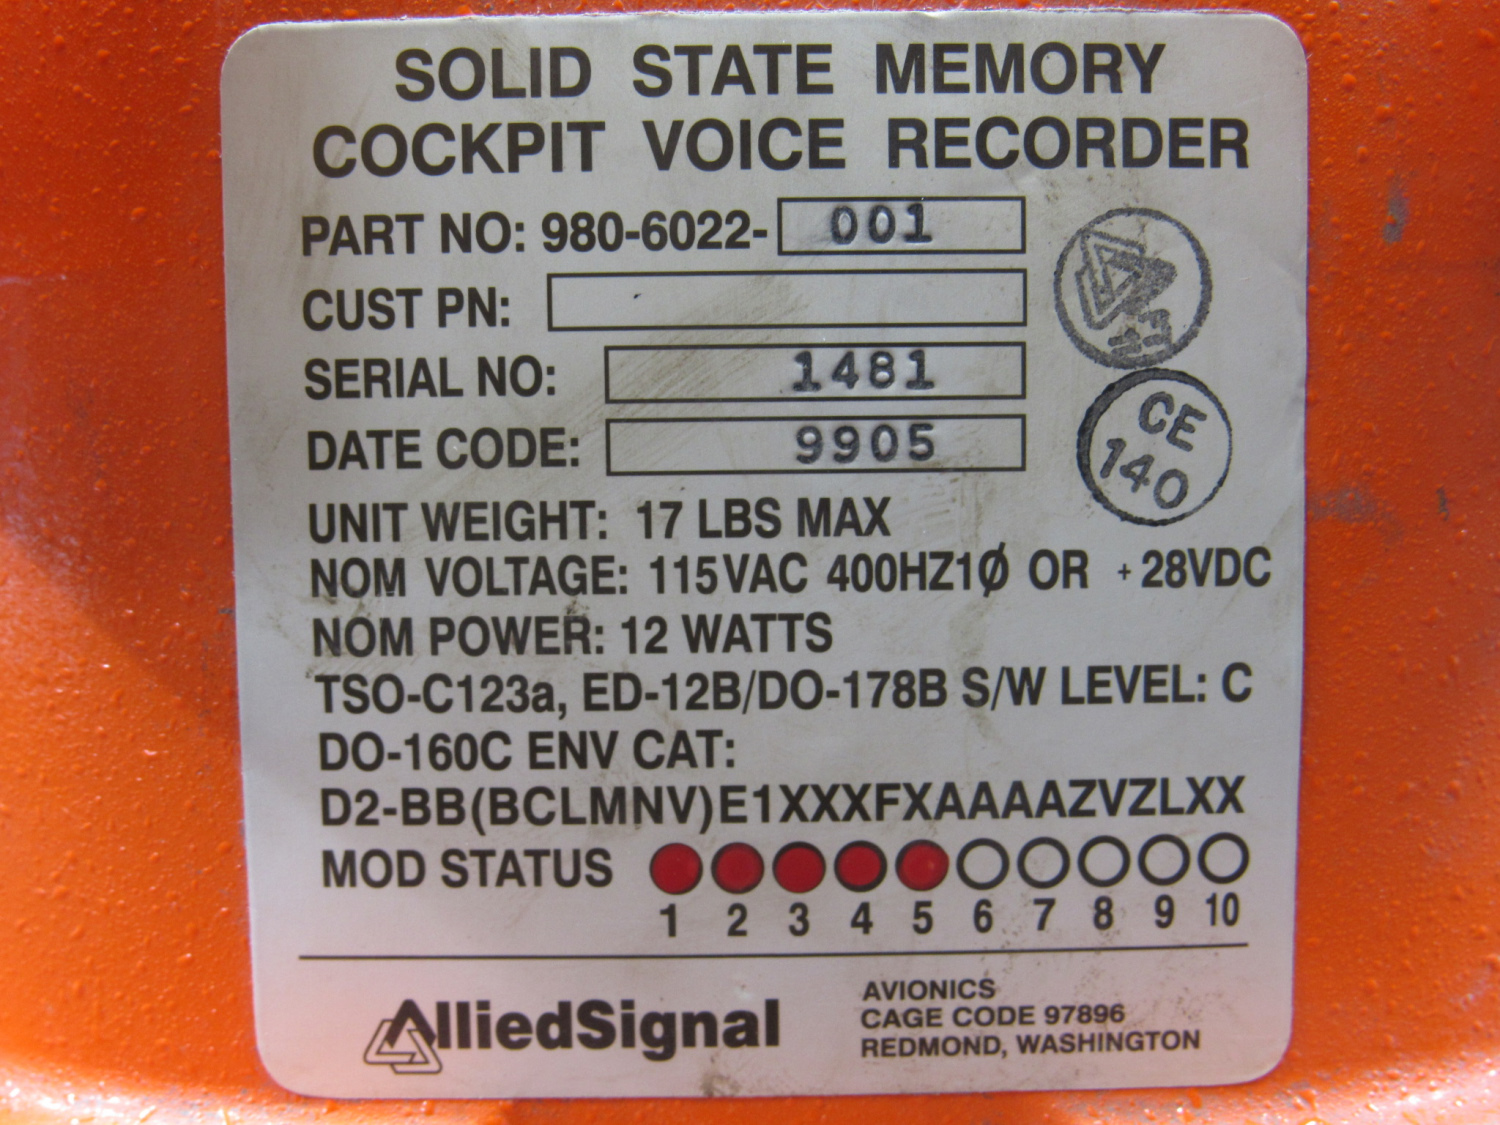 SOLID STATE MEMORY
COCKPIT VOICE RECORDER
PART NO: 980-6022- 001
CUST PN:
SERIAL NO: 1481
DATE CODE: 9905
CE
140
UNIT WEIGHT: 17 LBS MAX
NOM VOLTAGE: 115VAC 400HZ1Ø OR +28VDC
NOM POWER: 12 WATTS
TSO-C123a, ED-12B/DO-178B S/W LEVEL: C
DO-160C ENV CAT:
D2-BB(BCLMNV)E1XXXFXAAAAZVZLXX
MOD STATUS
1 2 3 4 5 6 7 8 9 10
AlliedSignal
AVIONICS
CAGE CODE 97896
REDMOND, WASHINGTON